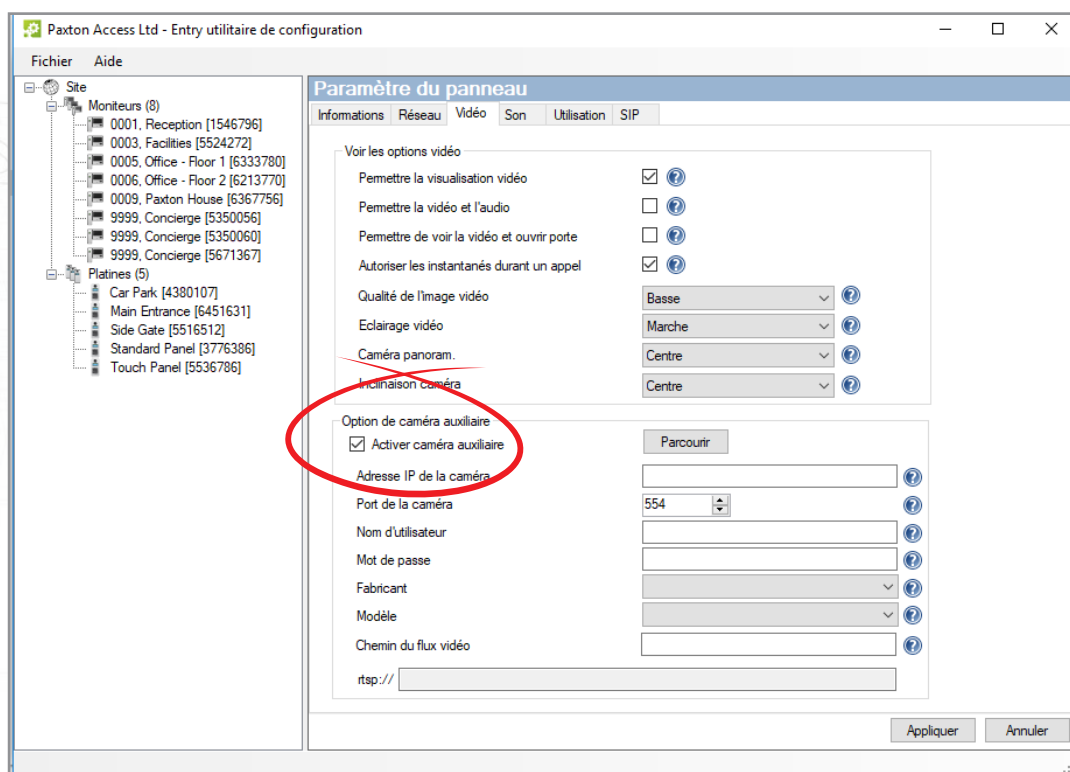 Paxton Access Ltd - Entry utilitaire de configuration
Fichier Aide
Site
Moniteurs (8)
0001, Reception [1546796]
0003, Facilities [5524272]
0005, Office - Floor 1 [6333780]
0006, Office - Floor 2 [6213770]
0009, Paxton House [6367756]
9999, Concierge [5350056]
9999, Concierge [5350060]
9999, Concierge [5671367]
Platines (5)
Car Park [4380107]
Main Entrance [6451631]
Side Gate [5516512]
Standard Panel [3776386]
Touch Panel [5536786]
Paramètre du panneau
Informations Réseau Vidéo Son Utilisation SIP
Voir les options vidéo
Permettre la visualisation vidéo
Permettre la vidéo et l'audio
Permettre de voir la vidéo et ouvrir porte
Autoriser les instantanés durant un appel
Qualité de l'image vidéo Basse
Eclairage vidéo Marche
Caméra panoram. Centre
Inclinaison caméra Centre
Option de caméra auxiliaire
Activer caméra auxiliaire Parcourir
Adresse IP de la caméra
Port de la caméra 554
Nom d'utilisateur
Mot de passe
Fabricant
Modèle
Chemin du flux vidéo
rtsp://
Appliquer Annuler